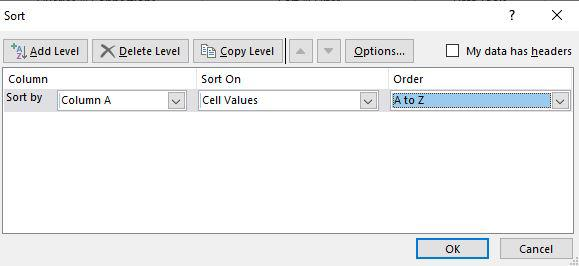 Sort
?
Add Level Delete Level Copy Level Options... My data has headers
Column Sort On Order
Sort by Column A Cell Values A to Z
OK Cancel